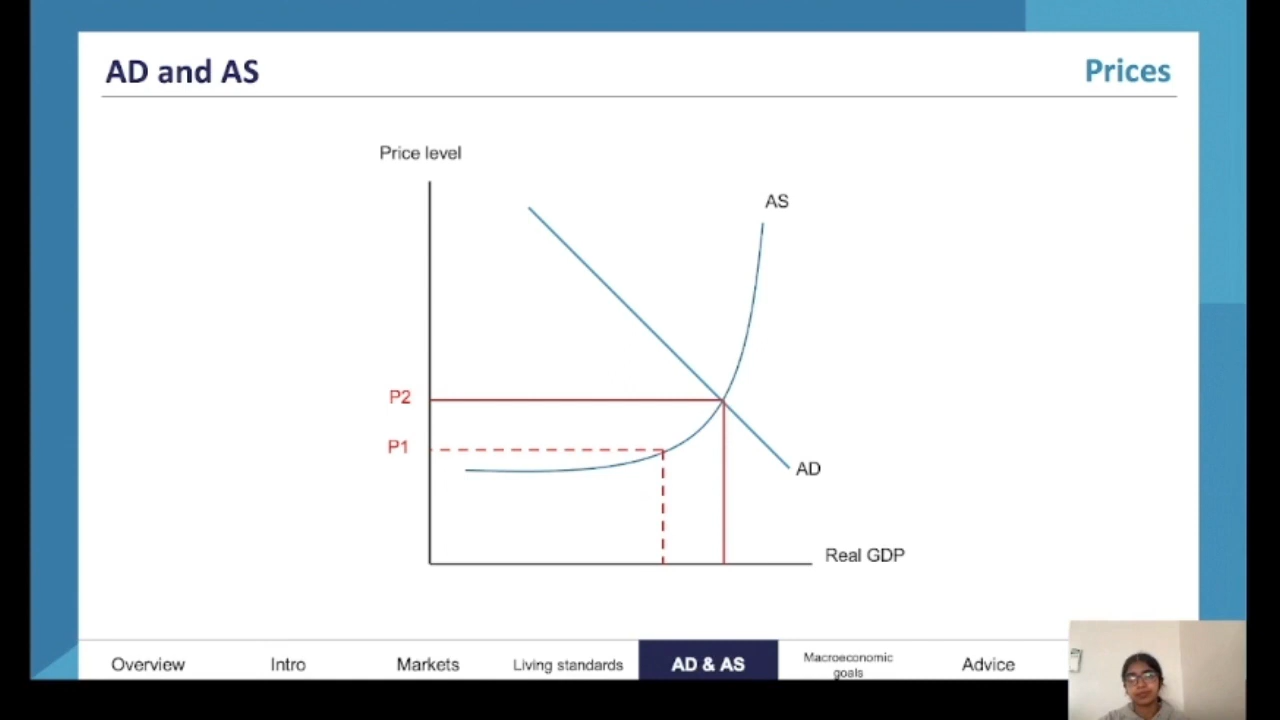 AD and AS
Prices
Price level
AS
P2
P1
AD
Real GDP
Overview
Intro
Markets
Living standards
AD & AS
Macroeconomic
goals
Advice